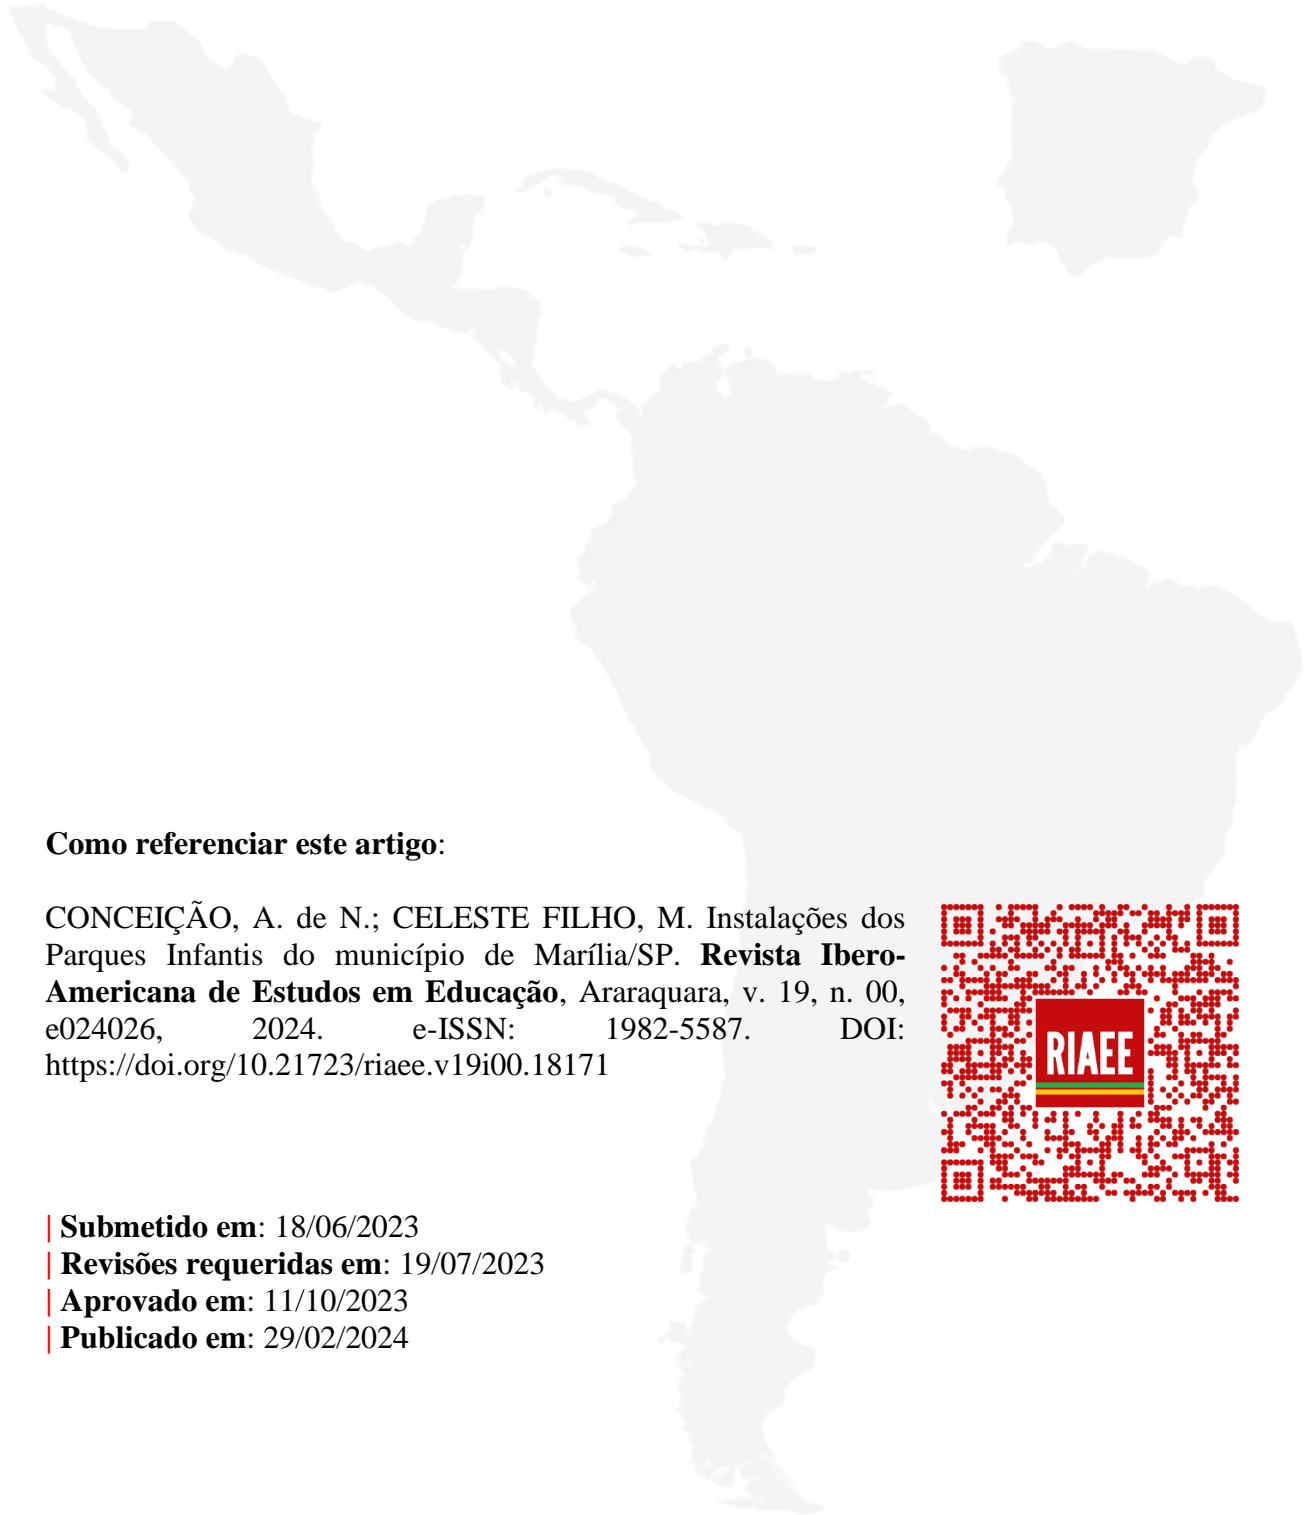 Como referenciar este artigo:
CONCEIÇÃO, A. de N.; CELESTE FILHO, M. Instalações dos
Parques Infantis do município de Marília/SP. Revista Ibero-
Americana de Estudos em Educação, Araraquara, v. 19, n. 00,
e024026, 2024. e-ISSN: 1982-5587. DOI:
https://doi.org/10.21723/riaee.v19i00.18171
RIAEE
| Submetido em: 18/06/2023
| Revisões requeridas em: 19/07/2023
| Aprovado em: 11/10/2023
| Publicado em: 29/02/2024